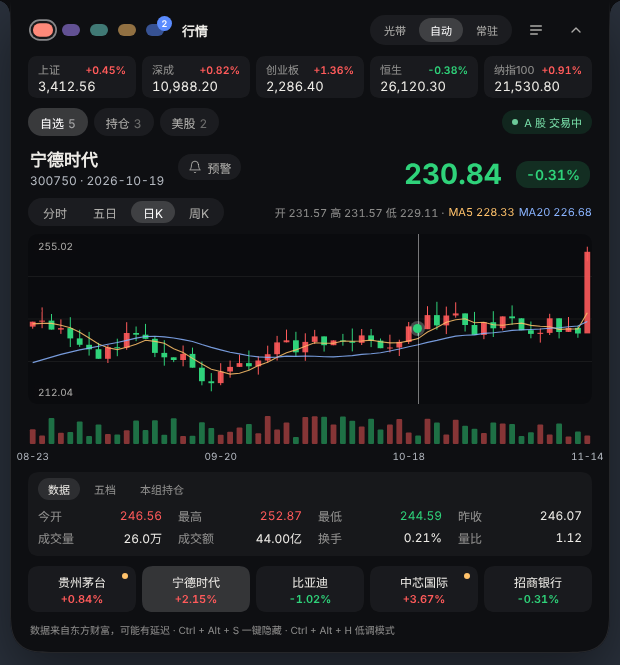 2 行情 光带 自动 常驻
上证 +0.45% 深成 +0.82% 创业板 +1.36% 恒生 -0.38% 纳指100 +0.91%
3,412.56 10,988.20 2,286.40 26,120.30 21,530.80
自选 5 持仓 3 美股 2 A 股 交易中
宁德时代 预警 230.84 -0.31%
300750 · 2026-10-19
分时 五日 日K 周K 开 231.57 高 231.57 低 229.11 · MA5 228.33 MA20 226.68
255.02
212.04
08-23 09-20 10-18 11-14
数据 五档 本组持仓
今开 246.56 最高 252.87 最低 244.59 昨收 246.07
成交量 26.0万 成交额 44.00亿 换手 0.21% 量比 1.12
贵州茅台 宁德时代 比亚迪 中芯国际 招商银行
+0.84% +2.15% -1.02% +3.67% -0.31%
数据来自东方财富，可能有延迟 · Ctrl + Alt + S 一键隐藏 · Ctrl + Alt + H 低调模式